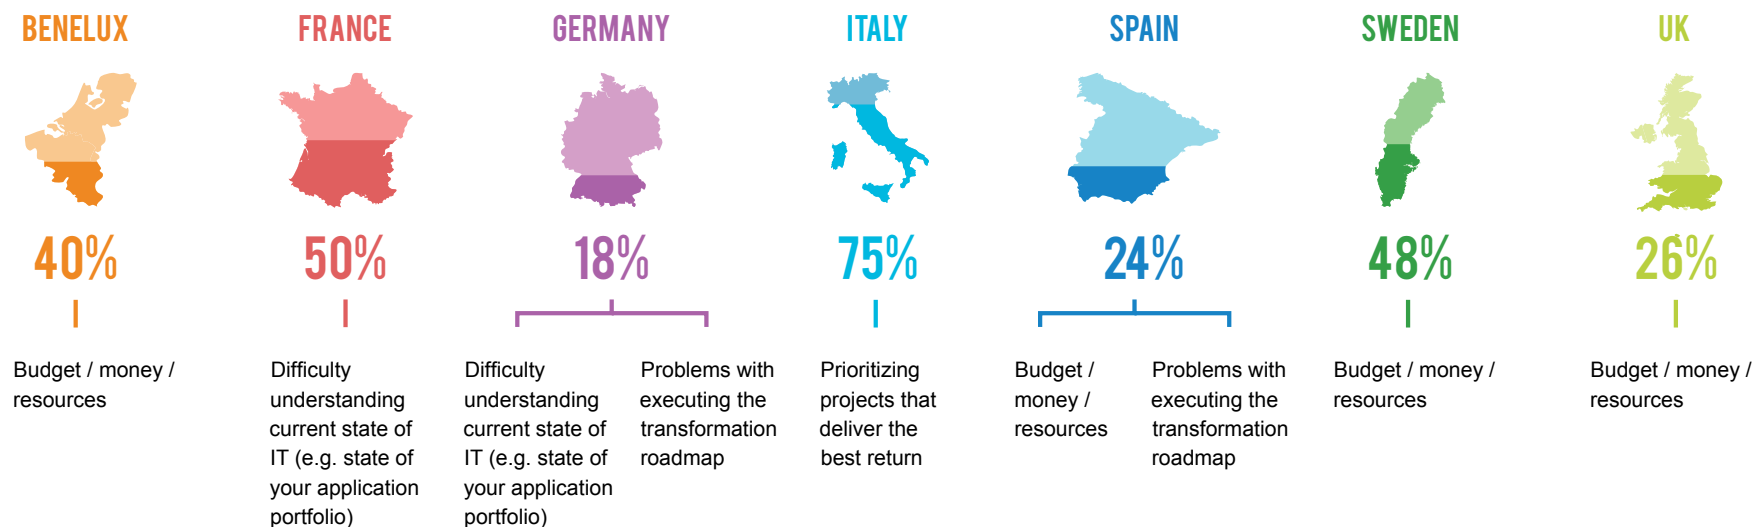 BENELUX
FRANCE
GERMANY
ITALY
SPAIN
SWEDEN
UK
40%
50%
18%
75%
24%
48%
26%
Budget / money /
resources
Difficulty
understanding
current state of
IT (e.g. state of
your application
portfolio)
Difficulty
understanding
current state of
IT (e.g. state of
your application
portfolio)
Problems with
executing the
transformation
roadmap
Prioritizing
projects that
deliver the
best return
Budget /
money /
resources
Problems with
executing the
transformation
roadmap
Budget / money /
resources
Budget / money /
resources